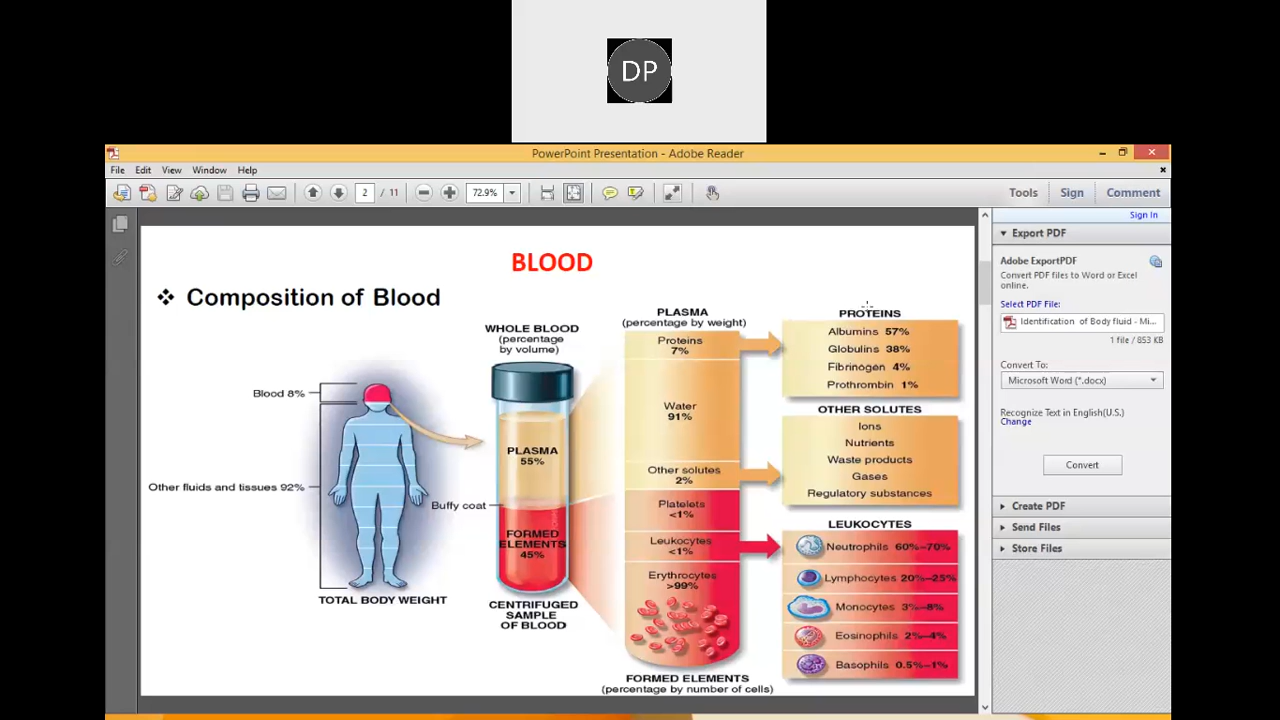 DP
PowerPoint Presentation - Adobe Reader
File Edit View Window Help
2 / 11 72.9% Tools Sign Comment
Sign In
Export PDF
Adobe ExportPDF
Convert PDF files to Word or Excel
online.
Select PDF File:
Identification of Body fluid - Mi...
1 file / 853 KB
Convert To:
Microsoft Word (*.docx)
Recognize Text in English(U.S.)
Change
Convert
Create PDF
Send Files
Store Files
BLOOD
❖ Composition of Blood
Blood 8%
Other fluids and tissues 92%
TOTAL BODY WEIGHT
WHOLE BLOOD
(percentage
by volume)
PLASMA
55%
Buffy coat
FORMED
ELEMENTS
45%
CENTRIFUGED
SAMPLE
OF BLOOD
PLASMA
(percentage by weight)
Proteins
7%
Water
91%
Other solutes
2%
Platelets
<1%
Leukocytes
<1%
Erythrocytes
>99%
FORMED ELEMENTS
(percentage by number of cells)
PROTEINS
Albumins 57%
Globulins 38%
Fibrinogen 4%
Prothrombin 1%
OTHER SOLUTES
Ions
Nutrients
Waste products
Gases
Regulatory substances
LEUKOCYTES
Neutrophils 60%–70%
Lymphocytes 20%–25%
Monocytes 3%–8%
Eosinophils 2%–4%
Basophils 0.5%–1%